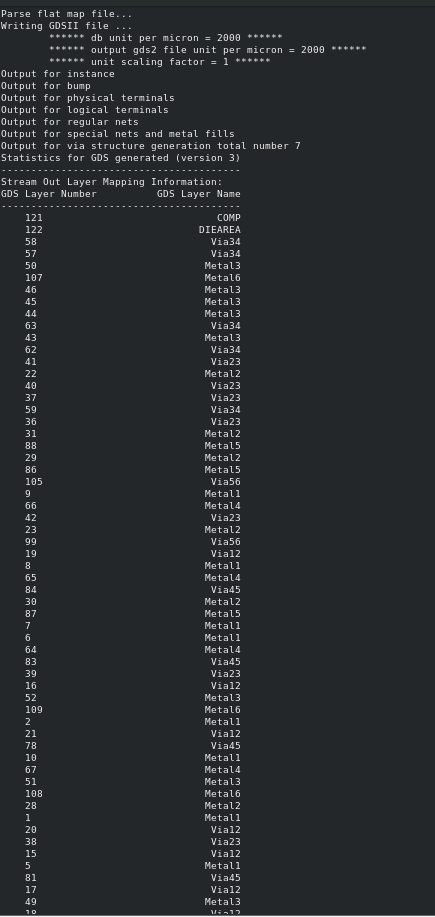 Parse flat map file...
Writing GDSII file ...
****** db unit per micron = 2000 ******
****** output gds2 file unit per micron = 2000 ******
****** unit scaling factor = 1 ******
Output for instance
Output for bump
Output for physical terminals
Output for logical terminals
Output for regular nets
Output for special nets and metal fills
Output for via structure generation total number 7
Statistics for GDS generated (version 3)
----------------------------------------
Stream Out Layer Mapping Information:
GDS Layer Number          GDS Layer Name
----------------------------------------
121 COMP
122 DIEAREA
58 Via34
57 Via34
50 Metal3
107 Metal6
46 Metal3
45 Metal3
44 Metal3
63 Via34
43 Metal3
62 Via34
41 Via23
22 Metal2
40 Via23
37 Via23
59 Via34
36 Via23
31 Metal2
88 Metal5
29 Metal2
86 Metal5
105 Via56
9 Metal1
66 Metal4
42 Via23
23 Metal2
99 Via56
19 Via12
8 Metal1
65 Metal4
84 Via45
30 Metal2
87 Metal5
7 Metal1
6 Metal1
64 Metal4
83 Via45
39 Via23
16 Via12
52 Metal3
109 Metal6
2 Metal1
21 Via12
78 Via45
10 Metal1
67 Metal4
51 Metal3
108 Metal6
28 Metal2
1 Metal1
20 Via12
38 Via23
15 Via12
5 Metal1
81 Via45
17 Via12
49 Metal3
18 Via12